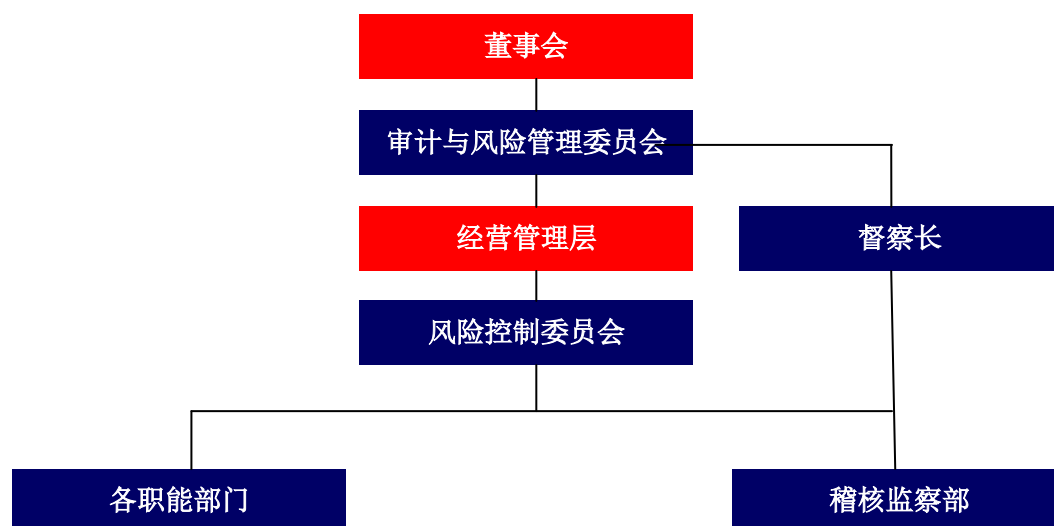 董事会
审计与风险管理委员会
经营管理层
督察长
风险控制委员会
各职能部门
稽核监察部